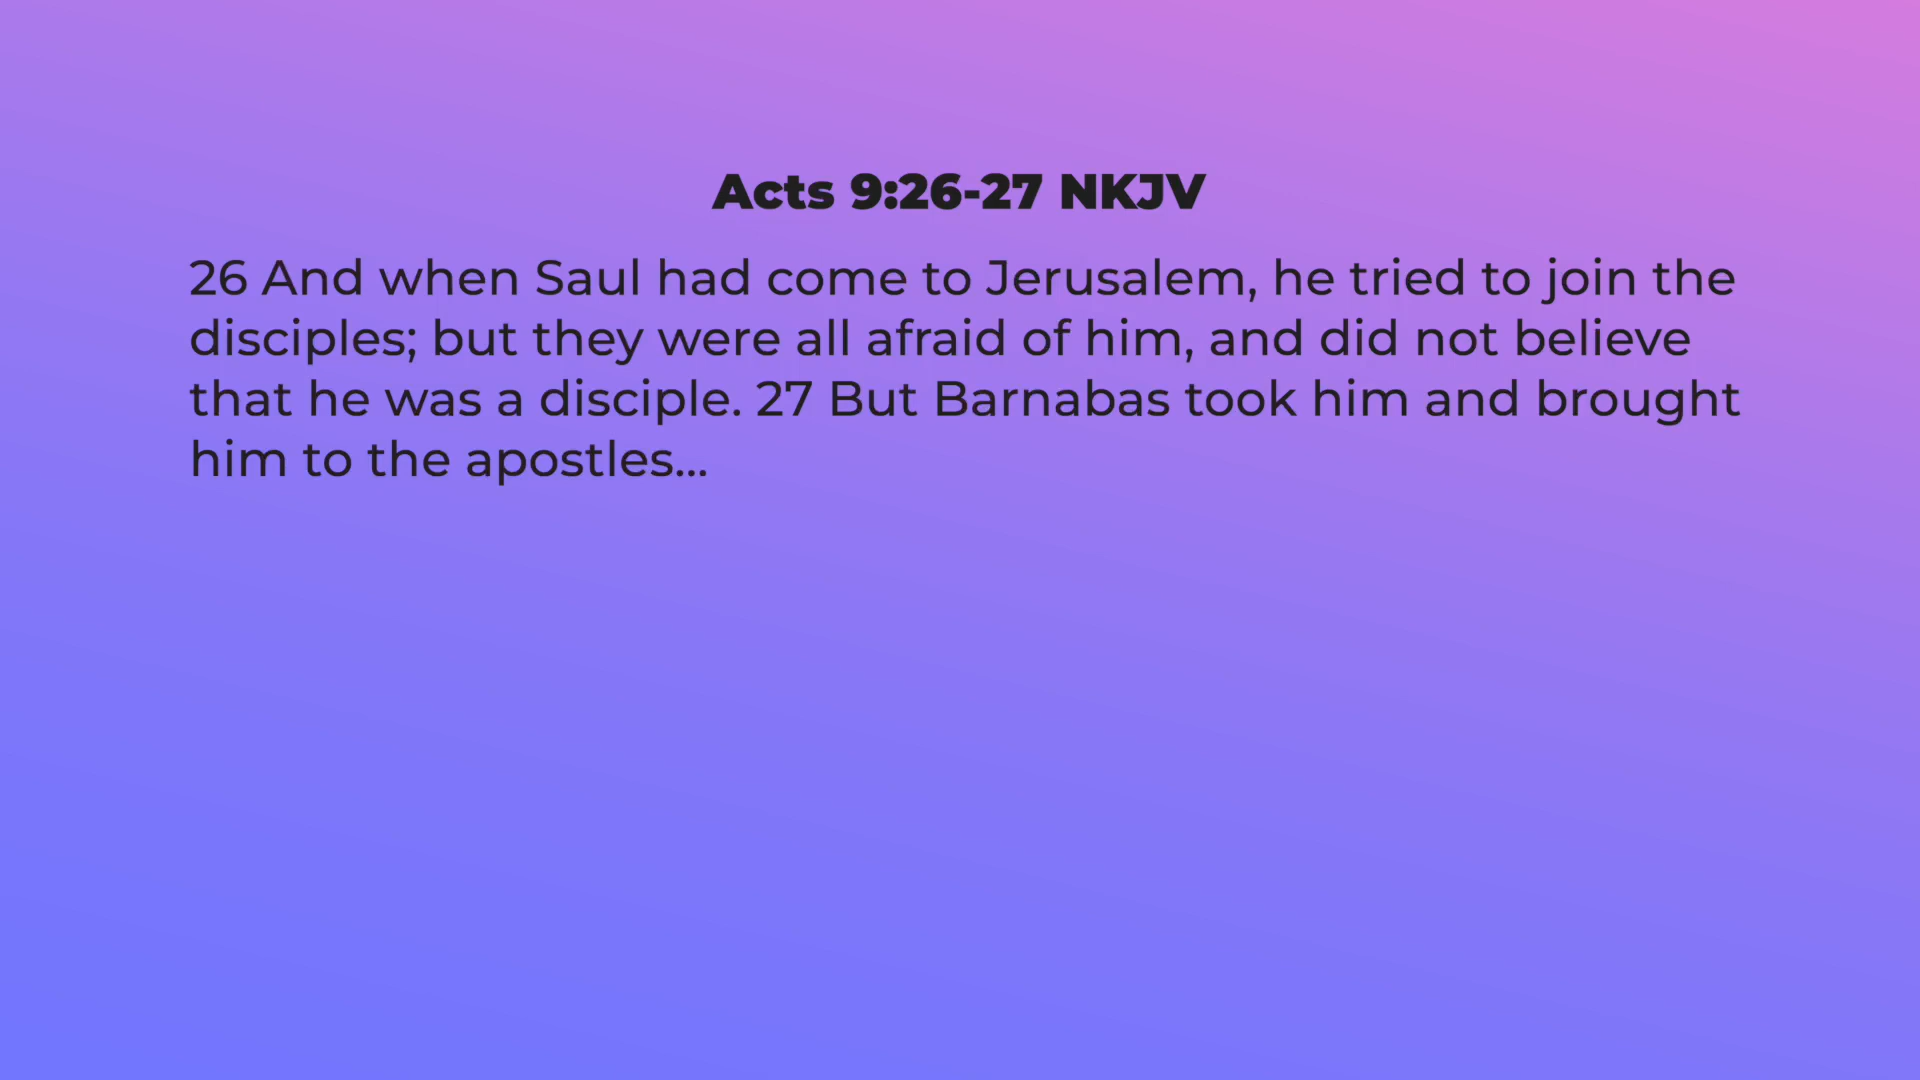 Acts 9:26-27 NKJV
26 And when Saul had come to Jerusalem, he tried to join the
disciples; but they were all afraid of him, and did not believe
that he was a disciple. 27 But Barnabas took him and brought
him to the apostles...